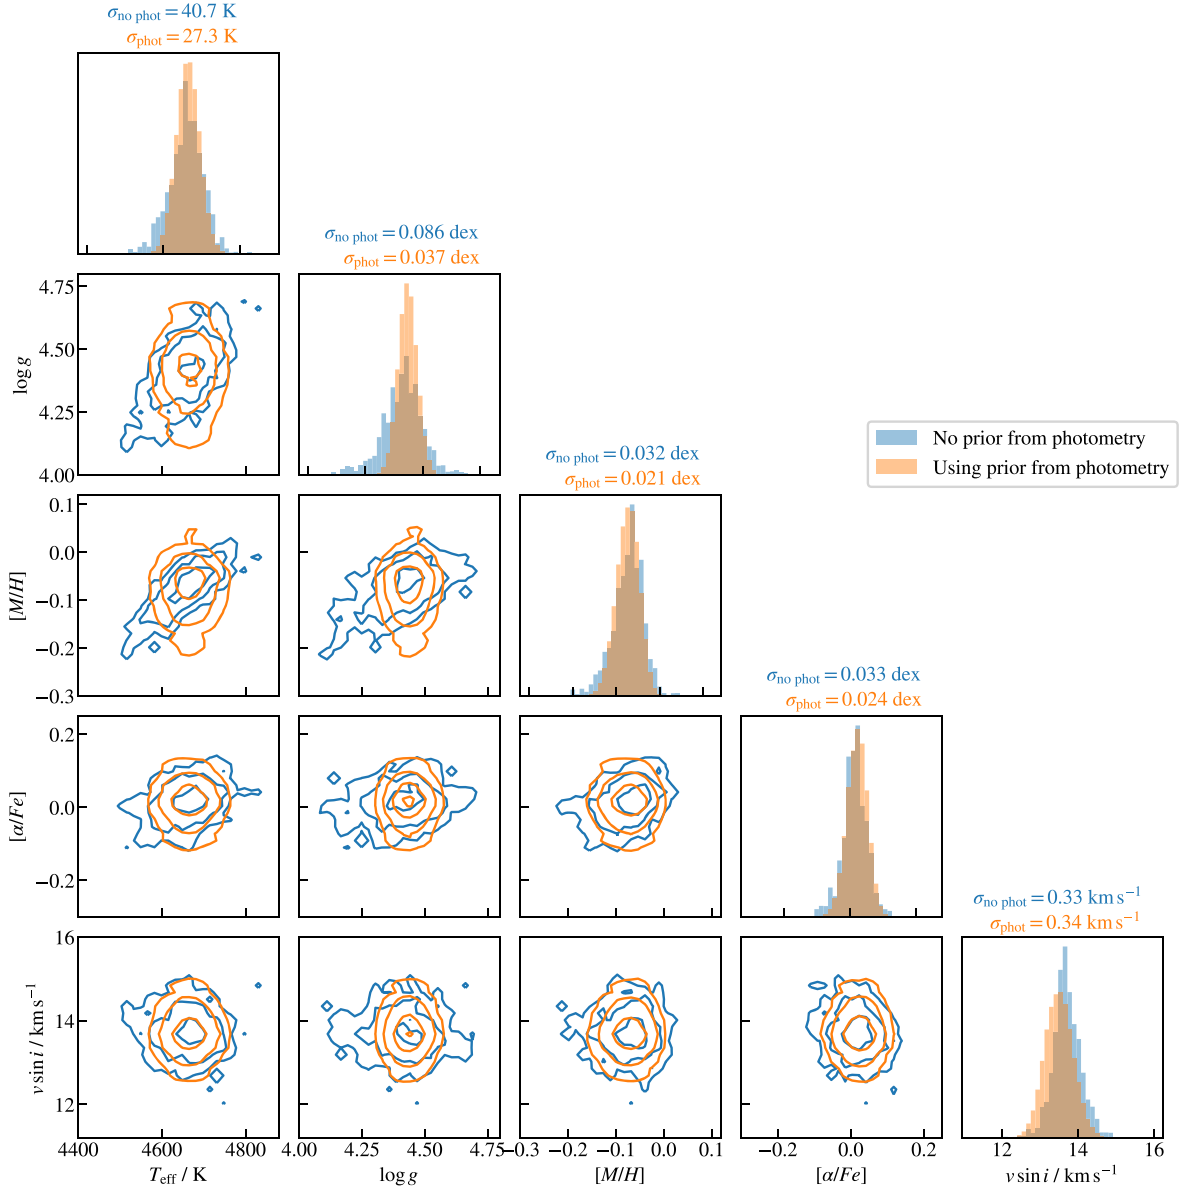 σno phot = 40.7 K
σphot = 27.3 K
σno phot = 0.086 dex
σphot = 0.037 dex
4.75
4.50
4.25
4.00
log g
No prior from photometry
Using prior from photometry
σno phot = 0.032 dex
σphot = 0.021 dex
0.1
0.0
−0.1
−0.2
−0.3
[M/H]
σno phot = 0.033 dex
σphot = 0.024 dex
0.2
0.0
−0.2
[α/Fe]
σno phot = 0.33 km s−1
σphot = 0.34 km s−1
16
14
12
v sin i / km s−1
4400 4600 4800
4.00 4.25 4.50 4.75
−0.3 −0.2 −0.1 0.0 0.1
−0.2 0.0 0.2
12 14 16
Teff / K
log g
[M/H]
[α/Fe]
v sin i / km s−1